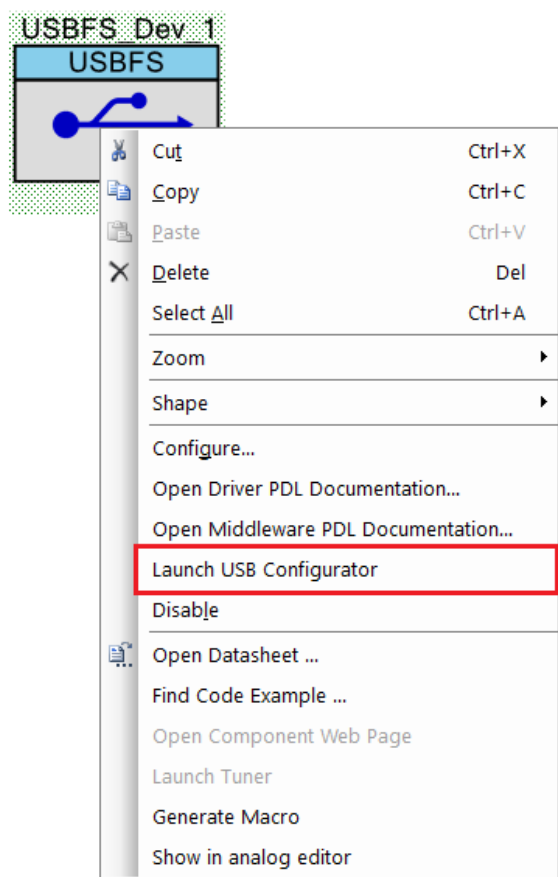 USBFS_Dev_1
USBFS
Cut Ctrl+X
Copy Ctrl+C
Paste Ctrl+V
Delete Del
Select All Ctrl+A
Zoom
Shape
Configure...
Open Driver PDL Documentation...
Open Middleware PDL Documentation...
Launch USB Configurator
Disable
Open Datasheet ...
Find Code Example ...
Open Component Web Page
Launch Tuner
Generate Macro
Show in analog editor